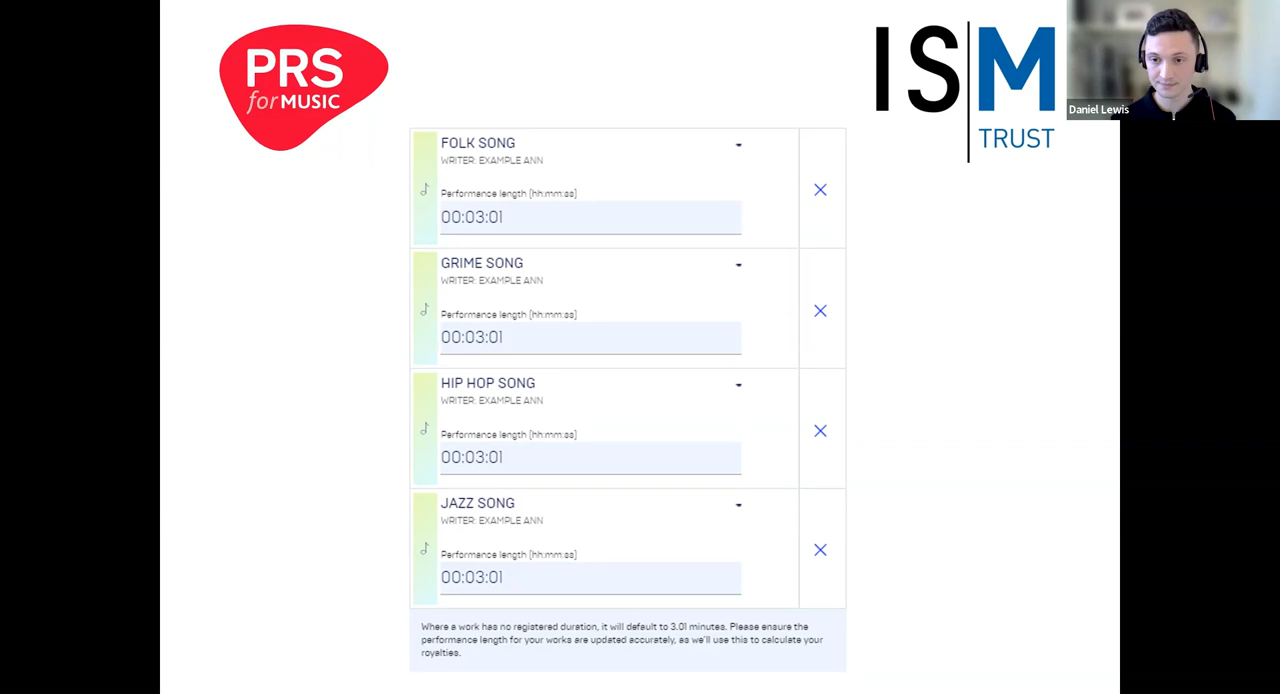 PRS
for MUSIC
ISM
TRUST
Daniel Lewis
FOLK SONG
WRITER: EXAMPLE ANN
Performance length (hh:mm:ss)
00:03:01
GRIME SONG
WRITER: EXAMPLE ANN
Performance length (hh:mm:ss)
00:03:01
HIP HOP SONG
WRITER: EXAMPLE ANN
Performance length (hh:mm:ss)
00:03:01
JAZZ SONG
WRITER: EXAMPLE ANN
Performance length (hh:mm:ss)
00:03:01
Where a work has no registered duration, it will default to 3.01 minutes. Please ensure the
performance length for your works are updated accurately, as we'll use this to calculate your
royalties.